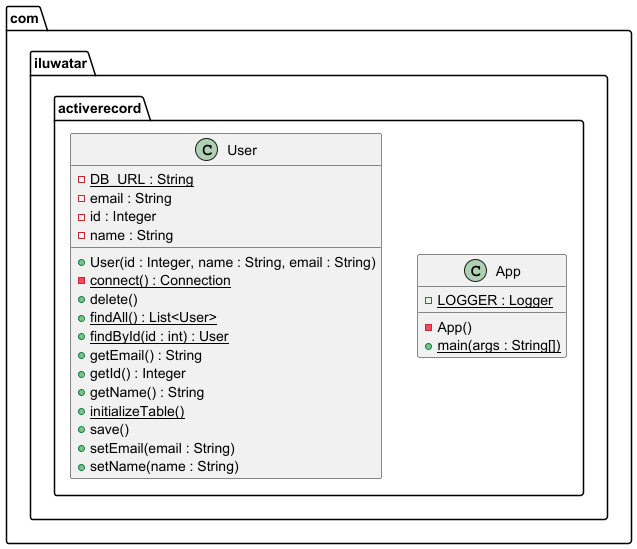 com
iluwatar
activerecord
C User
DB_URL : String
email : String
id : Integer
name : String
User(id : Integer, name : String, email : String)
connect() : Connection
delete()
findAll() : List<User>
findById(id : int) : User
getEmail() : String
getId() : Integer
getName() : String
initializeTable()
save()
setEmail(email : String)
setName(name : String)
C App
LOGGER : Logger
App()
main(args : String[])